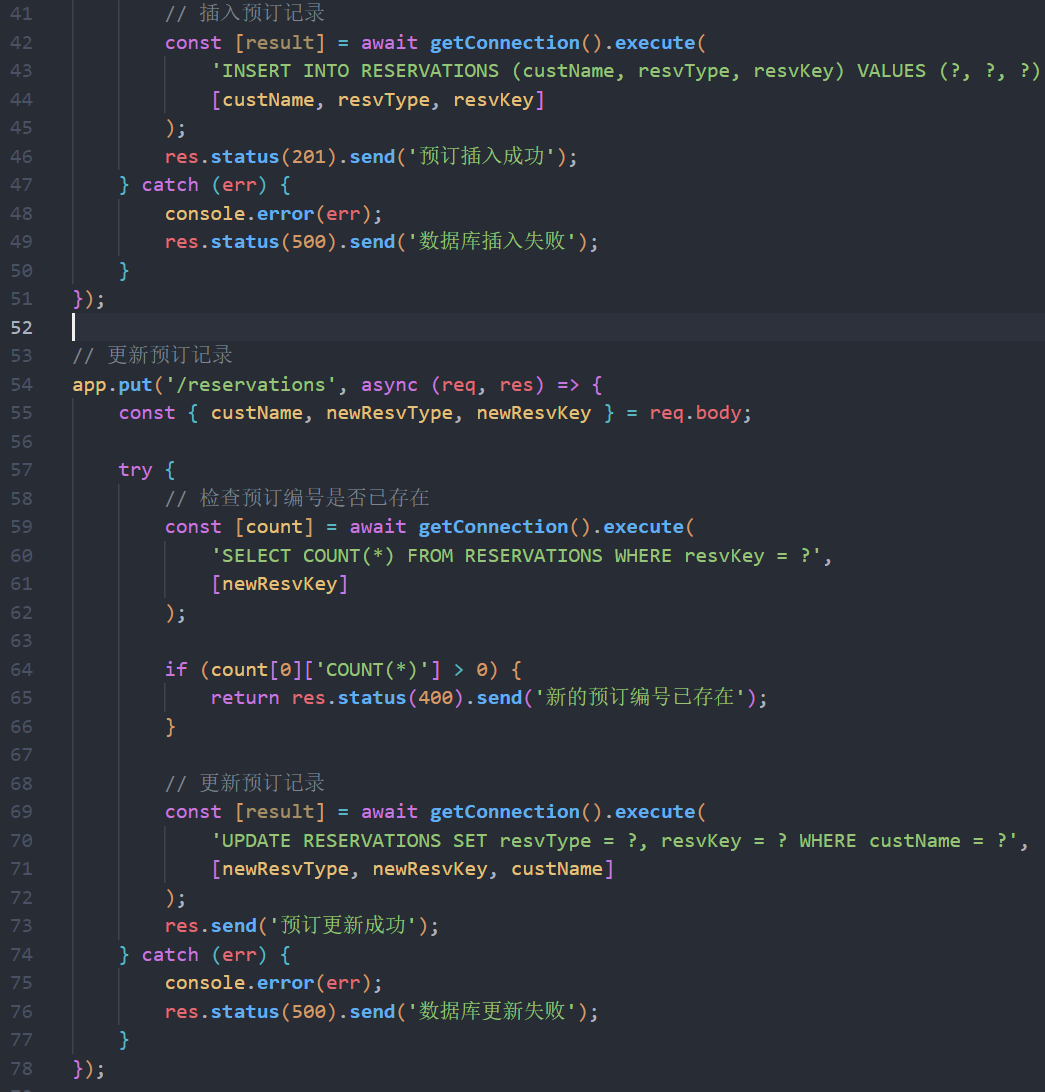 41 // 插入预订记录
42 const [result] = await getConnection().execute(
43 'INSERT INTO RESERVATIONS (custName, resvType, resvKey) VALUES (?, ?, ?)
44 [custName, resvType, resvKey]
45 );
46 res.status(201).send('预订插入成功');
47 } catch (err) {
48 console.error(err);
49 res.status(500).send('数据库插入失败');
50 }
51 });
52
53 // 更新预订记录
54 app.put('/reservations', async (req, res) => {
55 const { custName, newResvType, newResvKey } = req.body;
56
57 try {
58 // 检查预订编号是否已存在
59 const [count] = await getConnection().execute(
60 'SELECT COUNT(*) FROM RESERVATIONS WHERE resvKey = ?',
61 [newResvKey]
62 );
63
64 if (count[0]['COUNT(*)'] > 0) {
65 return res.status(400).send('新的预订编号已存在');
66 }
67
68 // 更新预订记录
69 const [result] = await getConnection().execute(
70 'UPDATE RESERVATIONS SET resvType = ?, resvKey = ? WHERE custName = ?',
71 [newResvType, newResvKey, custName]
72 );
73 res.send('预订更新成功');
74 } catch (err) {
75 console.error(err);
76 res.status(500).send('数据库更新失败');
77 }
78 });